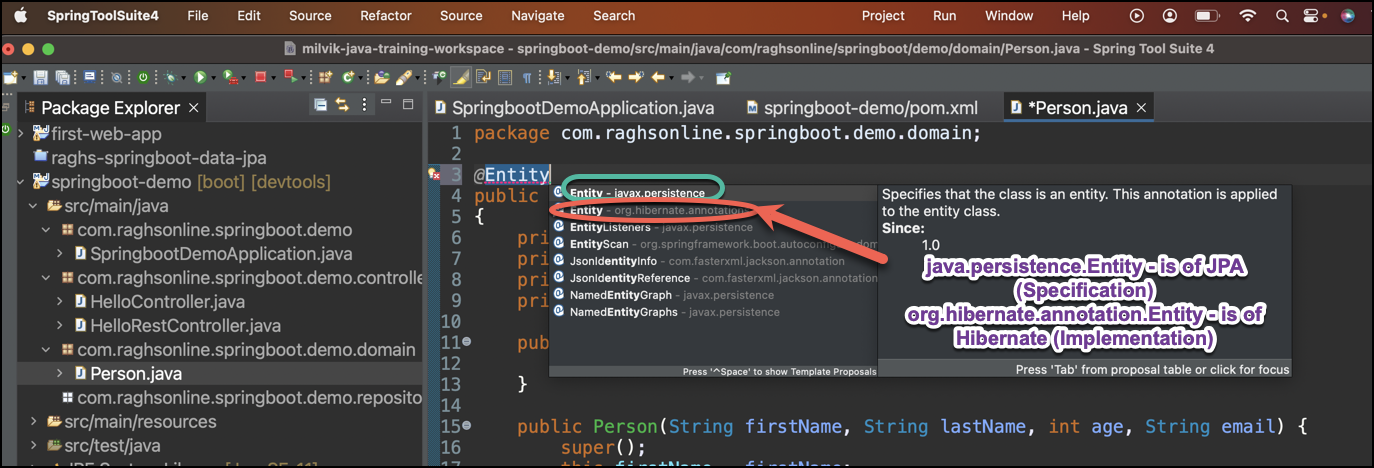 SpringToolSuite4 File Edit Source Refactor Source Navigate Search Project Run Window Help
milvik-java-training-workspace - springboot-demo/src/main/java/com/raghsonline/springboot/demo/domain/Person.java - Spring Tool Suite 4
Package Explorer
SpringbootDemoApplication.java springboot-demo/pom.xml *Person.java
first-web-app
raghs-springboot-data-jpa
springboot-demo [boot] [devtools]
src/main/java
com.raghsonline.springboot.demo
SpringbootDemoApplication.java
com.raghsonline.springboot.demo.controller
HelloController.java
HelloRestController.java
com.raghsonline.springboot.demo.domain
Person.java
com.raghsonline.springboot.demo.reposito
src/main/resources
src/test/java
1 package com.raghsonline.springboot.demo.domain;
2
3 @Entity
4 public
5 {
6 pri
7 pri
8 pri
9 pri
10
11 pub
12
13 }
14
15 public Person(String firstName, String lastName, int age, String email) {
16 super();
17
Entity - javax.persistence
Entity - org.hibernate.annotation
EntityListeners - javax.persistence
EntityScan - org.springframework.boot.autoconfig dom
JsonIdentityInfo - com.fasterxml.jackson.annotation
JsonIdentityReference - com.fasterxml.jackson.annotation
NamedEntityGraph - javax.persistence
NamedEntityGraphs - javax.persistence
Press '^Space' to show Template Proposals
Specifies that the class is an entity. This annotation is applied
to the entity class.
Since:
1.0
java.persistence.Entity - is of JPA
(Specification)
org.hibernate.annotation.Entity - is of
Hibernate (Implementation)
Press 'Tab' from proposal table or click for focus